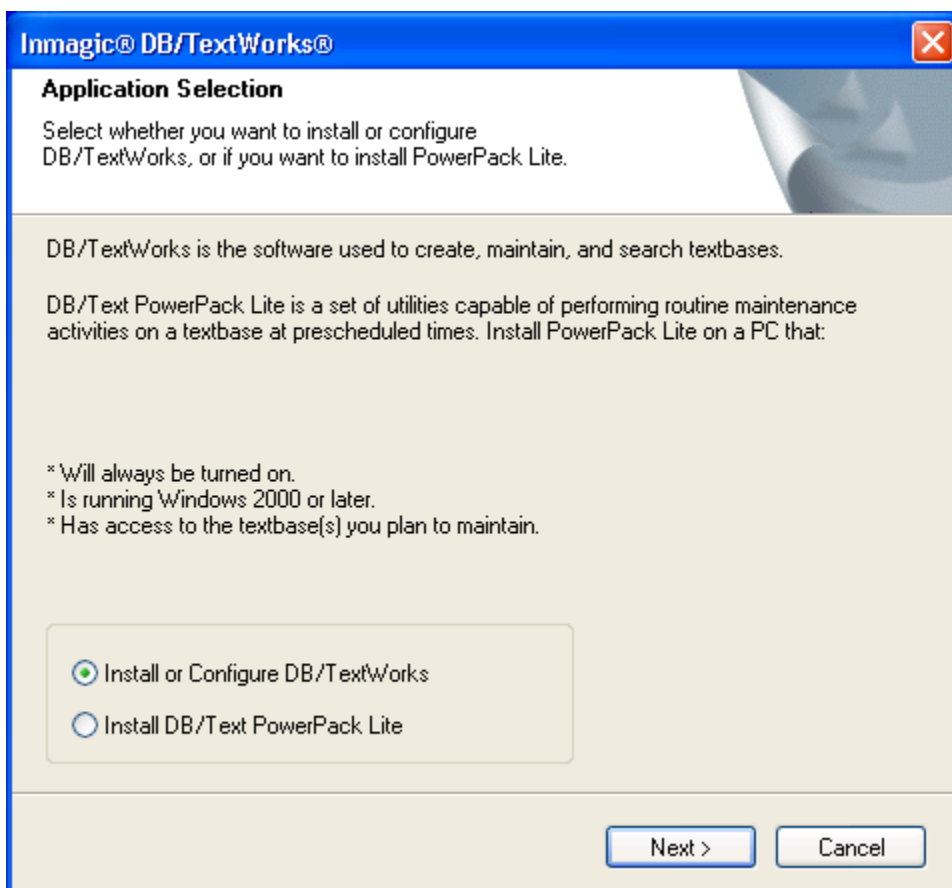 Inmagic® DB/TextWorks®
Application Selection
Select whether you want to install or configure
DB/TextWorks, or if you want to install PowerPack Lite.
DB/TextWorks is the software used to create, maintain, and search textbases.
DB/Text PowerPack Lite is a set of utilities capable of performing routine maintenance
activities on a textbase at prescheduled times. Install PowerPack Lite on a PC that:
* Will always be turned on.
* Is running Windows 2000 or later.
* Has access to the textbase(s) you plan to maintain.
Install or Configure DB/TextWorks
Install DB/Text PowerPack Lite
Next >
Cancel